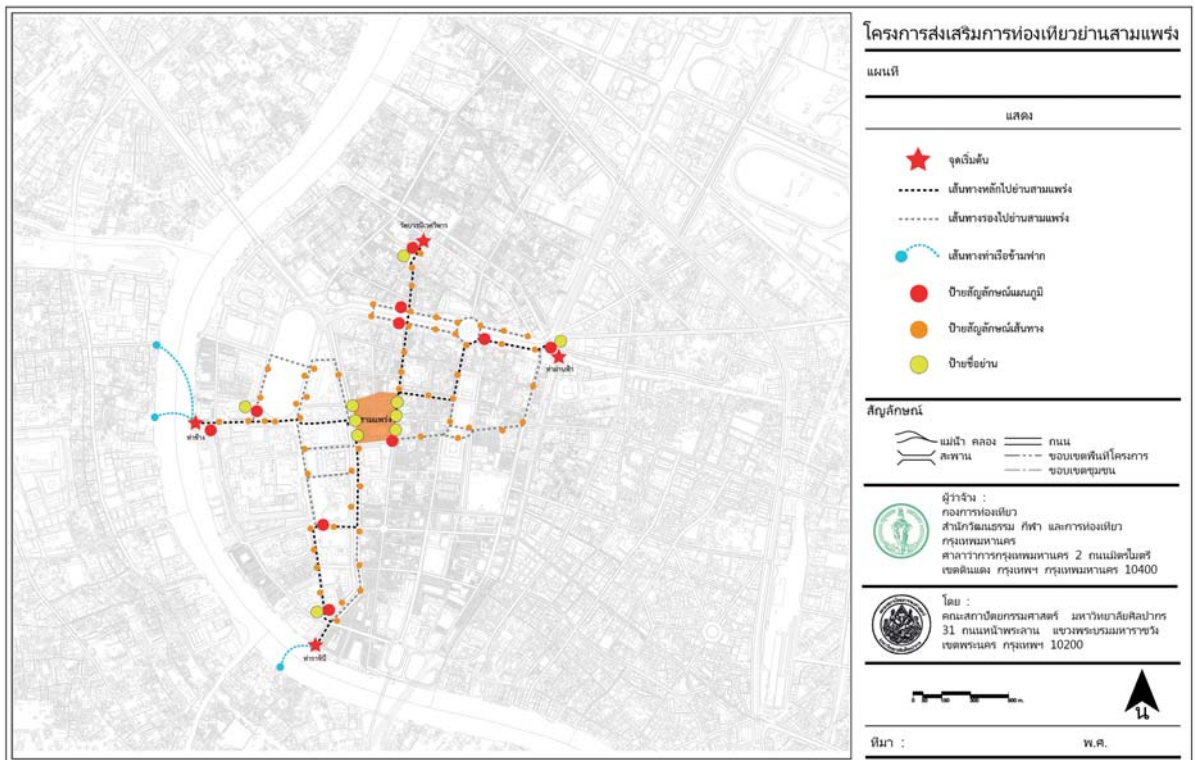 โครงการส่งเสริมการท่องเที่ยวย่านสามแพร่ง
แผนที่
แสดง
จุดเริ่มต้น
เส้นทางหลักไปย่านสามแพร่ง
เส้นทางรองไปย่านสามแพร่ง
เส้นทางท่าเรือข้ามฟาก
ป้ายสัญลักษณ์แผนภูมิ
ป้ายสัญลักษณ์เส้นทาง
ป้ายชื่อย่าน
สัญลักษณ์
แม่น้ำ คลอง
ถนน
สะพาน
ขอบเขตพื้นที่โครงการ
ขอบเขตชุมชน
ผู้ว่าจ้าง :
กองการท่องเที่ยว
สำนักวัฒนธรรม กีฬา และการท่องเที่ยว
กรุงเทพมหานคร
ศาลาว่าการกรุงเทพมหานคร 2 ถนนมิตรไมตรี
เขตดินแดง กรุงเทพฯ กรุงเทพมหานคร 10400
โดย :
คณะสถาปัตยกรรมศาสตร์ มหาวิทยาลัยศิลปากร
31 ถนนหน้าพระลาน แขวงพระบรมมหาราชวัง
เขตพระนคร กรุงเทพฯ 10200
น
ที่มา :
พ.ศ.
วัดบวรนิเวศวิหาร
ท่าผ่านฟ้า
สามแพร่ง
ท่าช้าง
ท่าราชินี